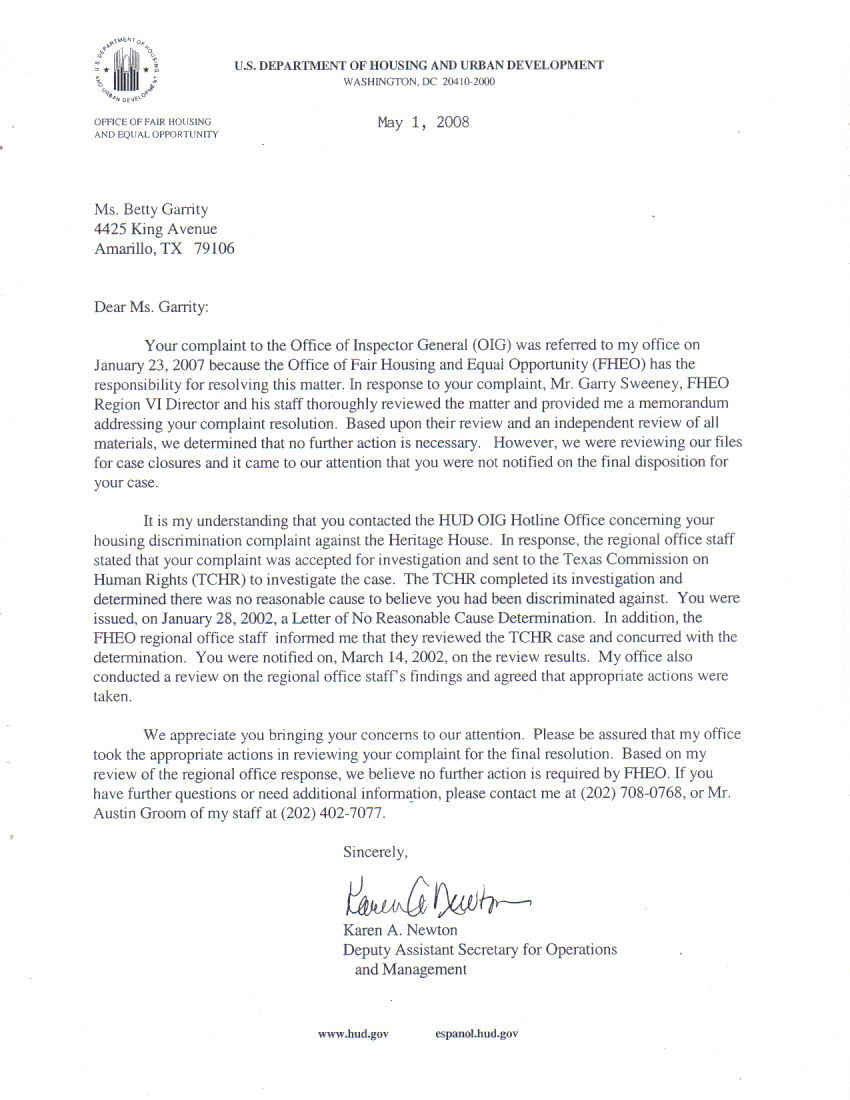 U.S. DEPARTMENT OF HOUSING AND URBAN DEVELOPMENT
U.S. DEPARTMENT OF HOUSING AND URBAN DEVELOPMENT
WASHINGTON, DC 20410-2000
OFFICE OF FAIR HOUSING
AND EQUAL OPPORTUNITY
May 1, 2008
Ms. Betty Garrity
4425 King Avenue
Amarillo, TX 79106
Dear Ms. Garrity:
Your complaint to the Office of Inspector General (OIG) was referred to my office on
January 23, 2007 because the Office of Fair Housing and Equal Opportunity (FHEO) has the
responsibility for resolving this matter. In response to your complaint, Mr. Garry Sweeney, FHEO
Region VI Director and his staff thoroughly reviewed the matter and provided me a memorandum
addressing your complaint resolution. Based upon their review and an independent review of all
materials, we determined that no further action is necessary. However, we were reviewing our files
for case closures and it came to our attention that you were not notified on the final disposition for
your case.
It is my understanding that you contacted the HUD OIG Hotline Office concerning your
housing discrimination complaint against the Heritage House. In response, the regional office staff
stated that your complaint was accepted for investigation and sent to the Texas Commission on
Human Rights (TCHR) to investigate the case. The TCHR completed its investigation and
determined there was no reasonable cause to believe you had been discriminated against. You were
issued, on January 28, 2002, a Letter of No Reasonable Cause Determination. In addition, the
FHEO regional office staff informed me that they reviewed the TCHR case and concurred with the
determination. You were notified on, March 14, 2002, on the review results. My office also
conducted a review on the regional office staff's findings and agreed that appropriate actions were
taken.
We appreciate you bringing your concerns to our attention. Please be assured that my office
took the appropriate actions in reviewing your complaint for the final resolution. Based on my
review of the regional office response, we believe no further action is required by FHEO. If you
have further questions or need additional information, please contact me at (202) 708-0768, or Mr.
Austin Groom of my staff at (202) 402-7077.
Sincerely,
Karen A Newton
Karen A. Newton
Deputy Assistant Secretary for Operations
and Management
www.hud.gov espanol.hud.gov